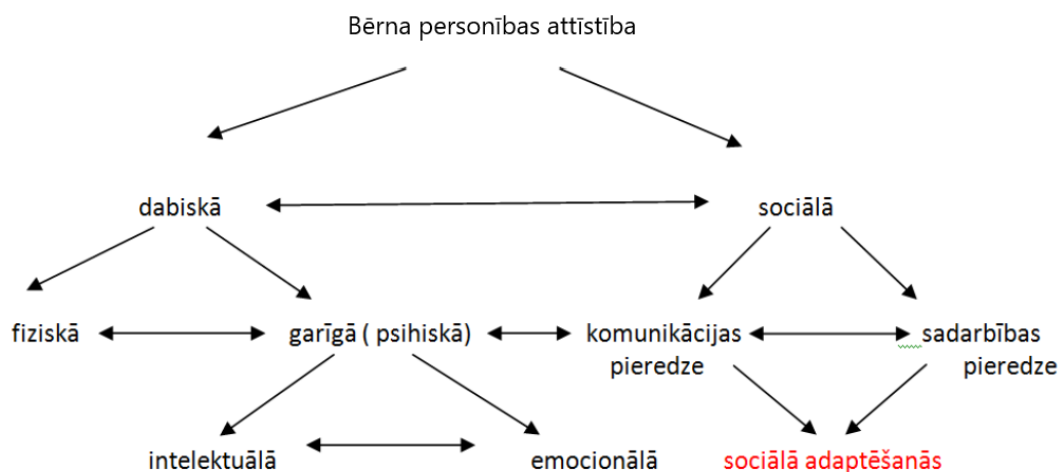 Bērna personības attīstība
dabiskā
sociālā
fiziskā
garīgā ( psihiskā)
komunikācijas
pieredze
sadarbības
pieredze
intelektuālā
emocionālā
sociālā adaptēšanās